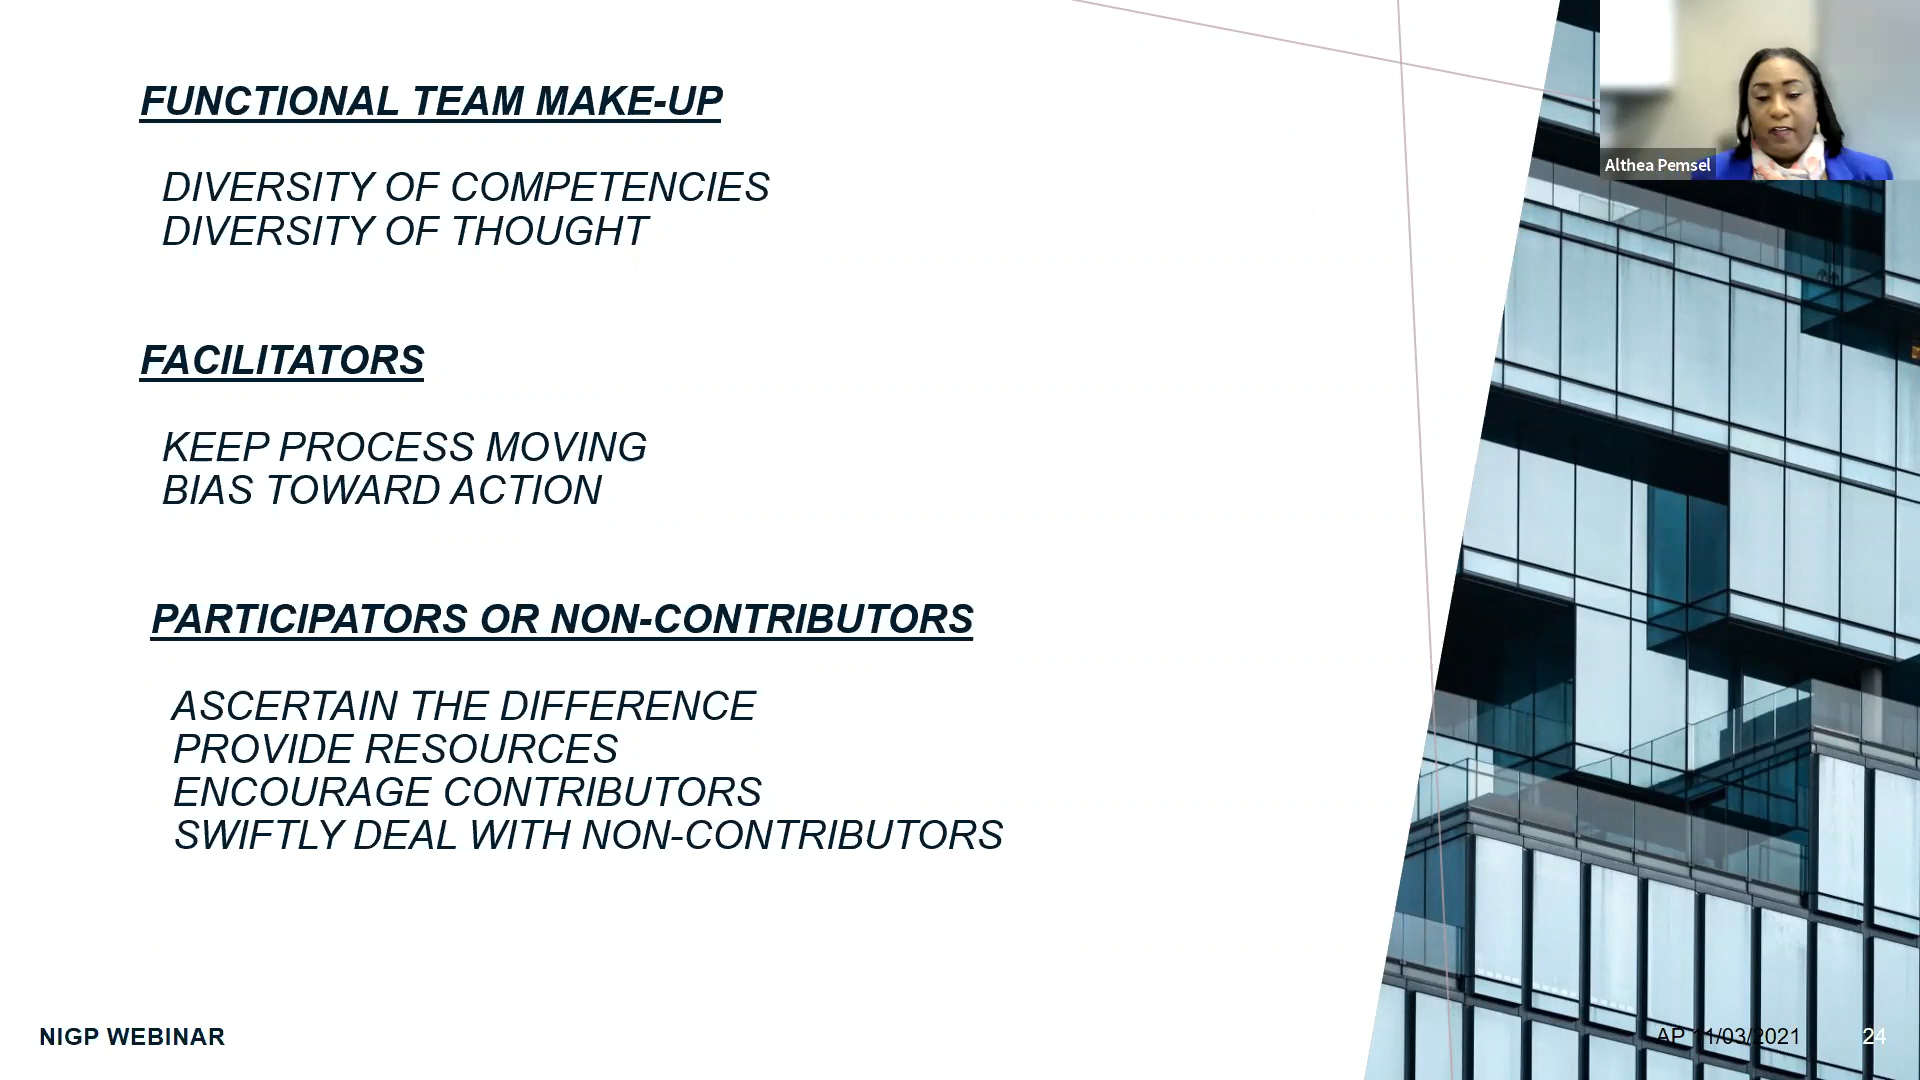 FUNCTIONAL TEAM MAKE-UP
DIVERSITY OF COMPETENCIES
DIVERSITY OF THOUGHT
FACILITATORS
KEEP PROCESS MOVING
BIAS TOWARD ACTION
PARTICIPATORS OR NON-CONTRIBUTORS
ASCERTAIN THE DIFFERENCE
PROVIDE RESOURCES
ENCOURAGE CONTRIBUTORS
SWIFTLY DEAL WITH NON-CONTRIBUTORS
Althea Pemsel
NIGP WEBINAR
AP 11/03/2021
24